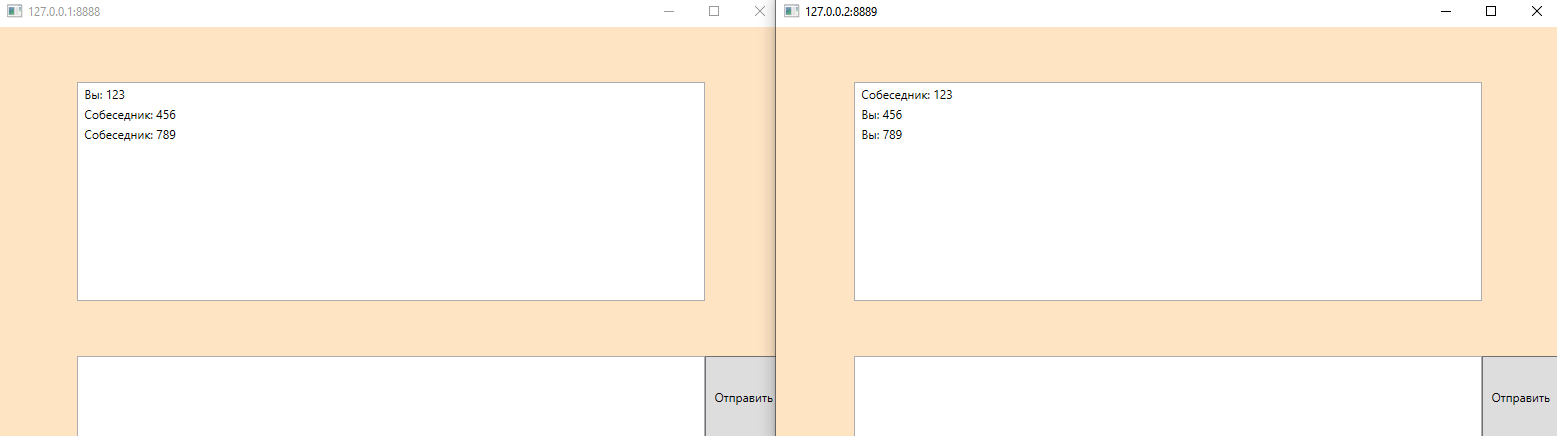 127.0.0.1:8888
Вы: 123
Собеседник: 456
Собеседник: 789
Отправить
127.0.0.2:8889
Собеседник: 123
Вы: 456
Вы: 789
Отправить